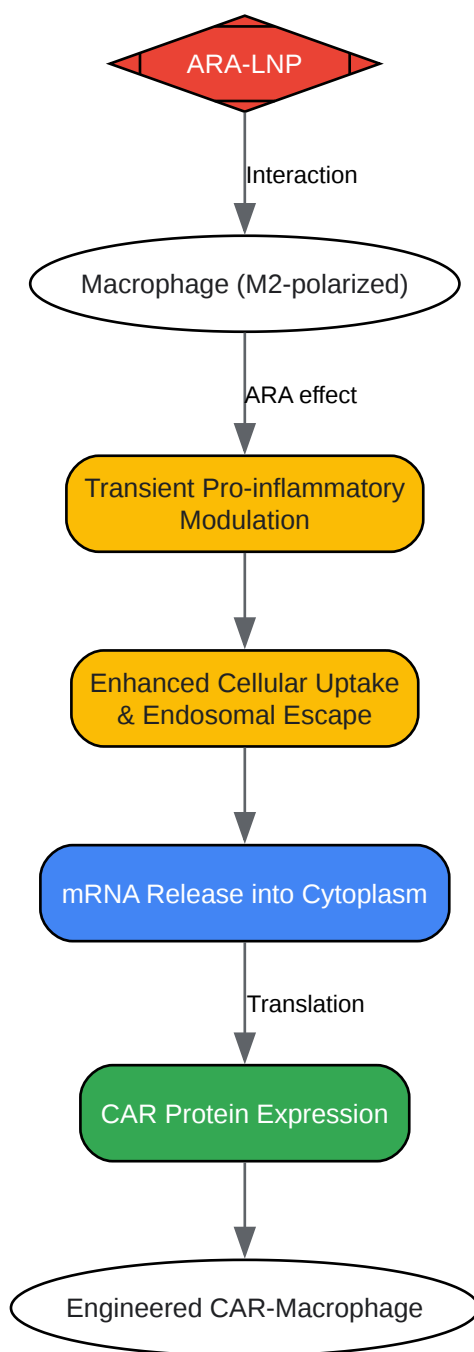 ARA-LNP
Interaction
Macrophage (M2-polarized)
ARA effect
Transient Pro-inflammatory
Modulation
Enhanced Cellular Uptake
& Endosomal Escape
mRNA Release into Cytoplasm
Translation
CAR Protein Expression
Engineered CAR-Macrophage